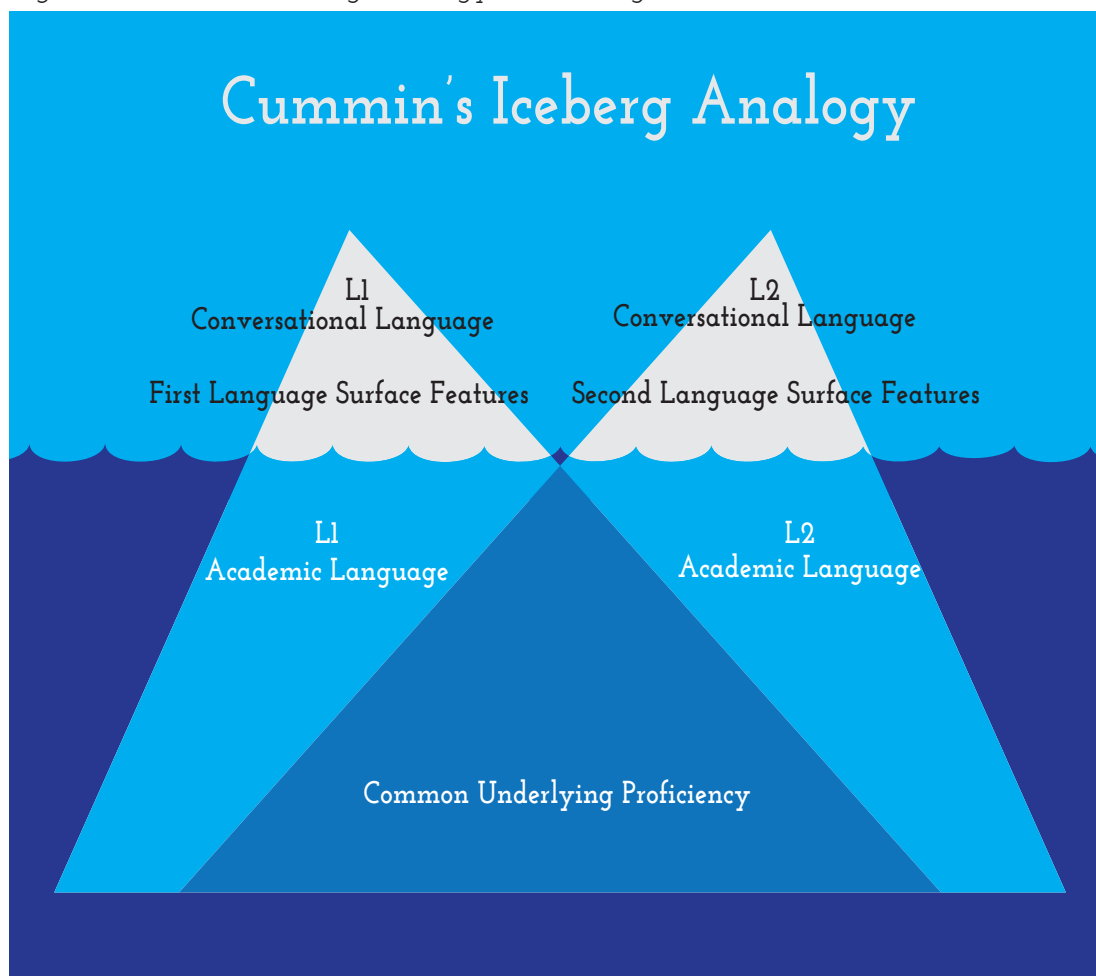 Cummin's Iceberg Analogy
L1
Conversational Language
First Language Surface Features
L2
Conversational Language
Second Language Surface Features
L1
Academic Language
L2
Academic Language
Common Underlying Proficiency